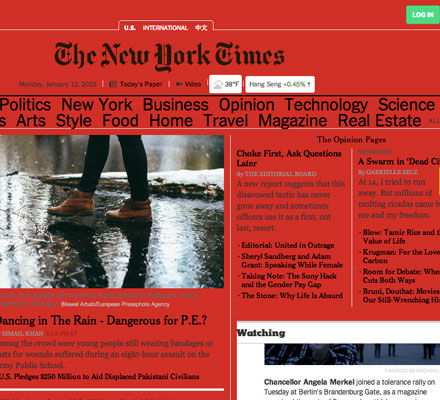 LOG IN
U.S. INTERNATIONAL 中文
The New York Times
Monday, January 12, 2015 Today's Paper Video 38°F Hang Seng +0.45% ↑
Politics New York Business Opinion Technology Science
s Arts Style Food Home Travel Magazine Real Estate ALL
The Opinion Pages
Choke First, Ask Questions
Later
By THE EDITORIAL BOARD
A new report suggests that this
disavowed tactic has never
gone away and sometimes
officers use it as a first, not
last, resort.
· Editorial: United in Outrage
· Sheryl Sandberg and Adam
Grant: Speaking While Female
· Taking Note: The Sony Hack
and the Gender Pay Gap
· The Stone: Why Life Is Absurd
MENAGERIE
A Swarm in 'Dead Ci
By GABRIELLE SELZ
At 14, I tried to run
away. But millions of
molting cicadas came b
me and my freedom.
· Blow: Tamir Rice and th
Value of Life
· Krugman: For the Love
Carbon
· Room for Debate: When
Cuts Both Ways
· Bruni, Douthat: Movies
Our Still-Wrenching His
Bilawal Arbab/European Pressphoto Agency
Dancing in The Rain - Dangerous for P.E.?
ISMAIL KHAN
mong the crowd were young people still wearing bandages or
asts for wounds suffered during an eight-hour assault on the
rmy Public School.
U.S. Pledges $250 Million to Aid Displaced Pakistani Civilians
Watching
Chancellor Angela Merkel joined a tolerance rally on
Tuesday at Berlin's Brandenburg Gate, as a magazine